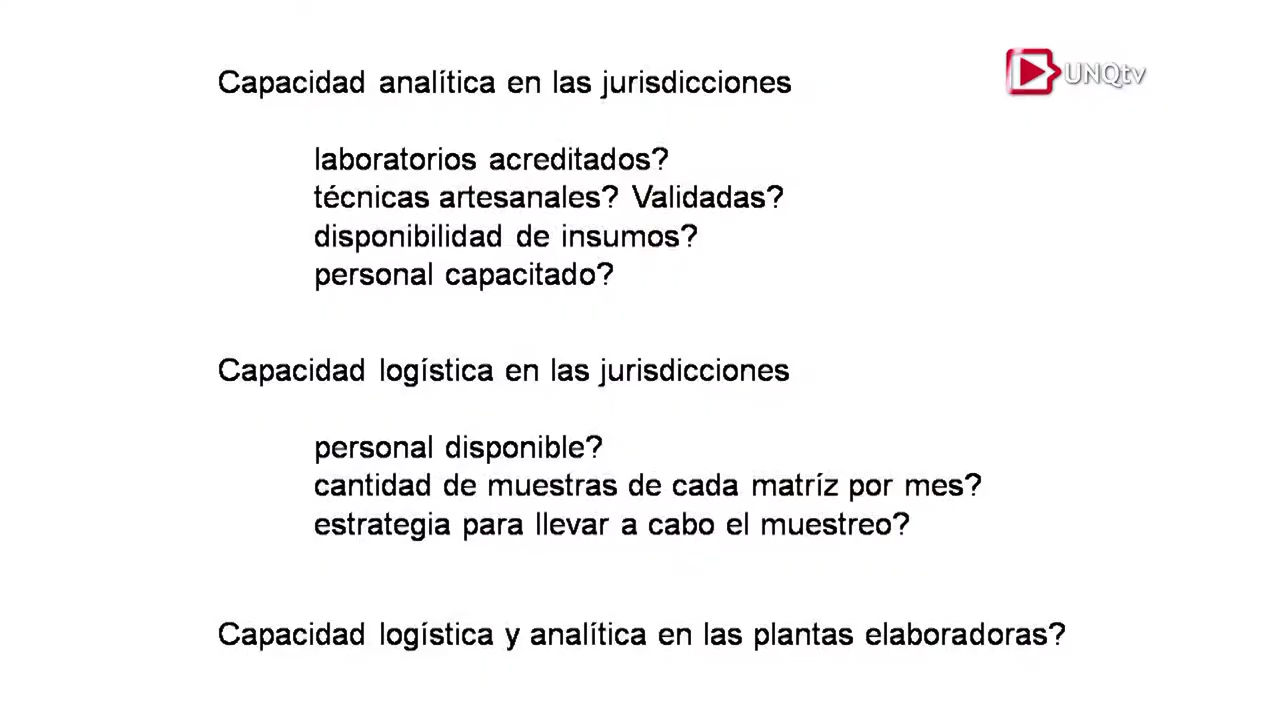 Capacidad analítica en las jurisdicciones
UNQtv
laboratorios acreditados?
técnicas artesanales? Validadas?
disponibilidad de insumos?
personal capacitado?
Capacidad logística en las jurisdicciones
personal disponible?
cantidad de muestras de cada matríz por mes?
estrategia para llevar a cabo el muestreo?
Capacidad logística y analítica en las plantas elaboradoras?